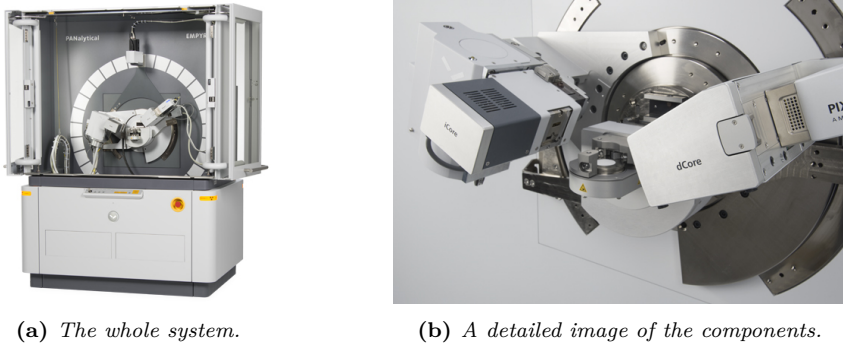 PANalytical
EMPYR
iCore
dCore
PIX
(a) The whole system.
(b) A detailed image of the components.